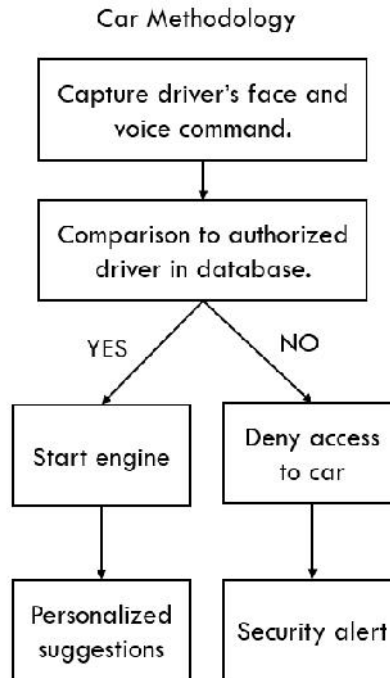 Car Methodology
Capture driver's face and
voice command.
Comparison to authorized
driver in database.
YES
NO
Start engine
Deny access
to car
Personalized
suggestions
Security alert